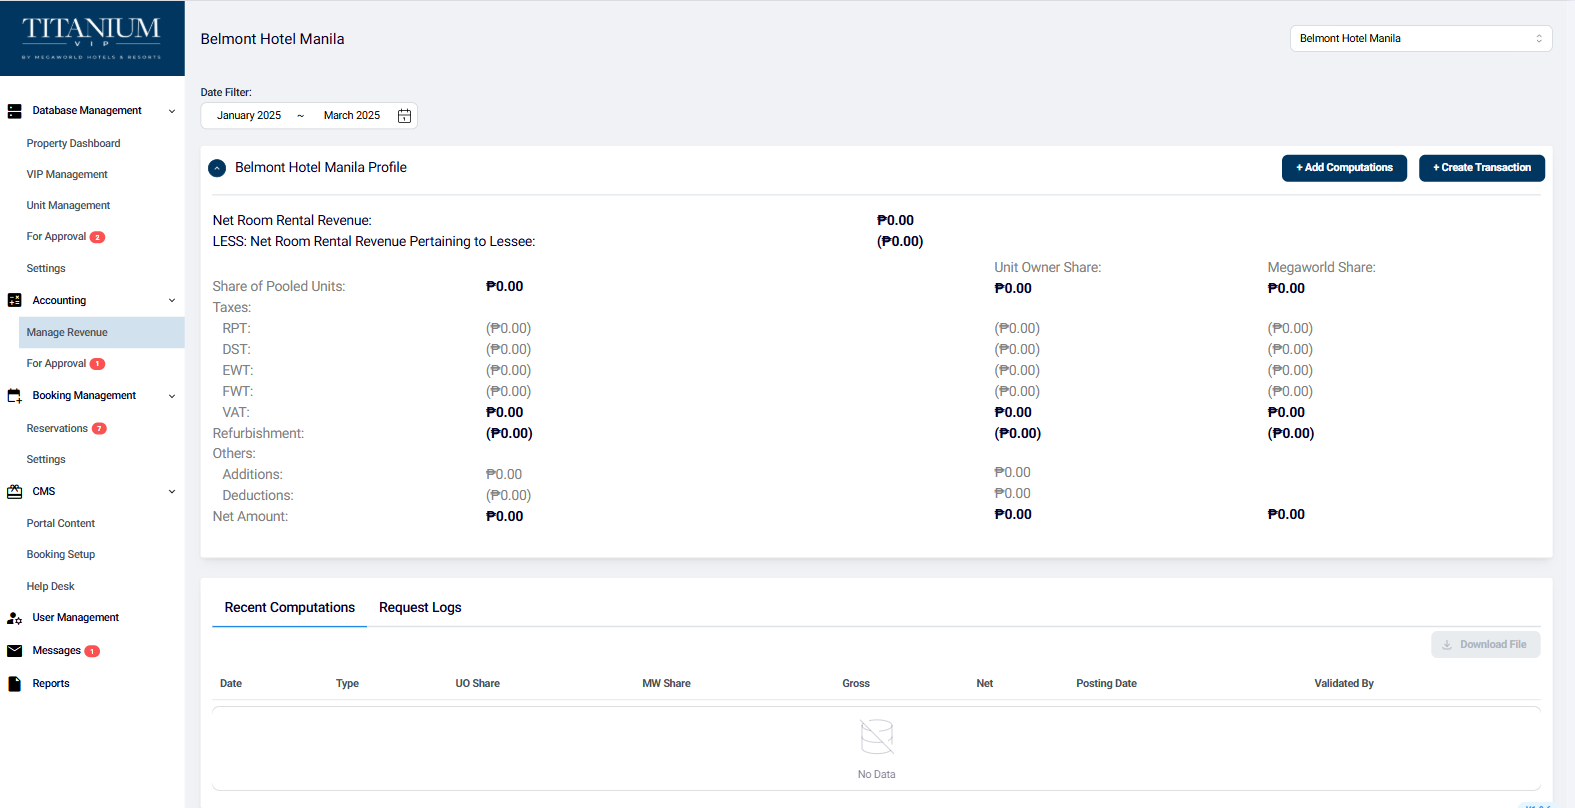 TITANIUM
VIP
BY MEGAWORLD HOTELS & RESORTS
Belmont Hotel Manila
Belmont Hotel Manila
Date Filter:
January 2025 ~ March 2025
Database Management
Property Dashboard
VIP Management
Unit Management
For Approval 2
Settings
Accounting
Manage Revenue
For Approval 1
Booking Management
Reservations 7
Settings
CMS
Portal Content
Booking Setup
Help Desk
User Management
Messages 1
Reports
Belmont Hotel Manila Profile
+ Add Computations
+ Create Transaction
Net Room Rental Revenue: ₱0.00
LESS: Net Room Rental Revenue Pertaining to Lessee: (₱0.00)
Unit Owner Share: Megaworld Share:
Share of Pooled Units: ₱0.00 ₱0.00 ₱0.00
Taxes:
RPT: (₱0.00) (₱0.00) (₱0.00)
DST: (₱0.00) (₱0.00) (₱0.00)
EWT: (₱0.00) (₱0.00) (₱0.00)
FWT: (₱0.00) (₱0.00) (₱0.00)
VAT: ₱0.00 ₱0.00 ₱0.00
Refurbishment: (₱0.00) (₱0.00) (₱0.00)
Others:
Additions: ₱0.00 ₱0.00
Deductions: (₱0.00) ₱0.00
Net Amount: ₱0.00 ₱0.00 ₱0.00
Recent Computations Request Logs
Download File
Date Type UO Share MW Share Gross Net Posting Date Validated By
No Data